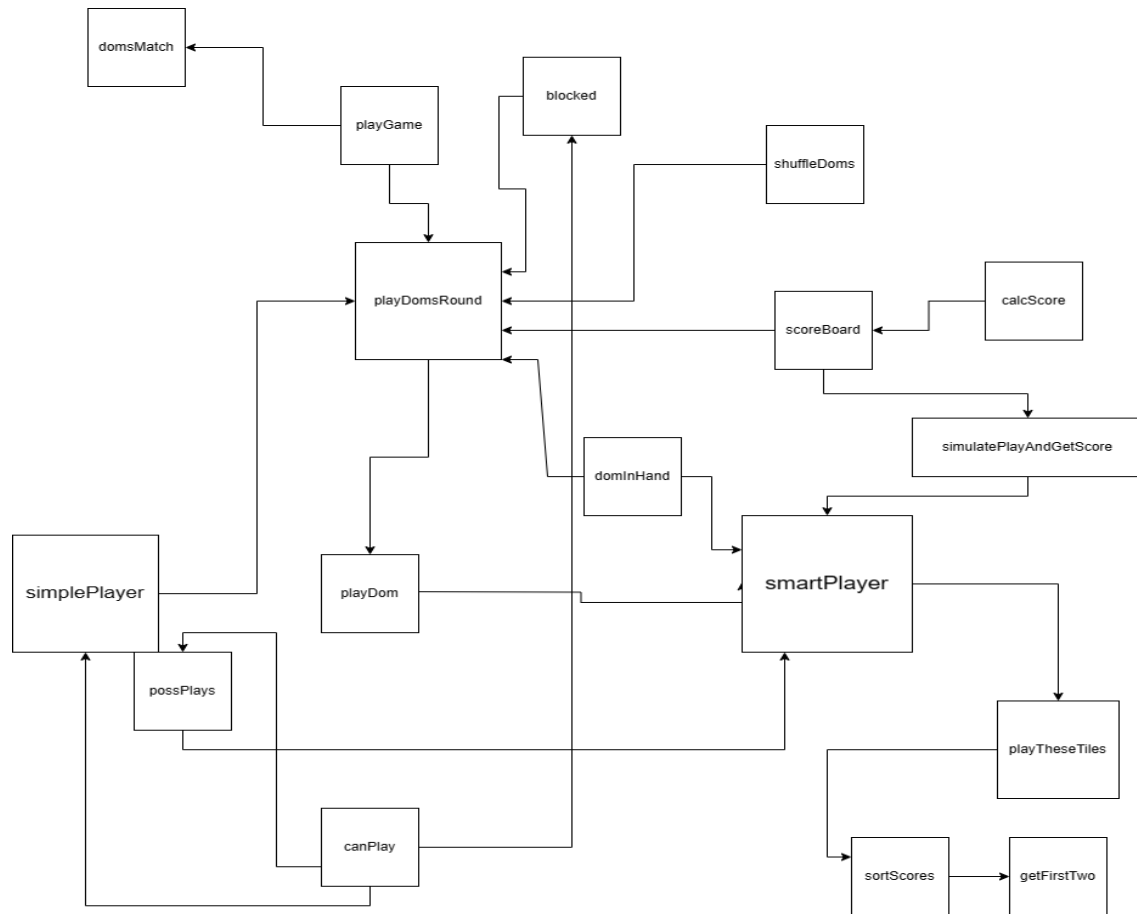 domsMatch
blocked
playGame
shuffleDoms
playDomsRound
calcScore
scoreBoard
simulatePlayAndGetScore
domInHand
smartPlayer
simplePlayer
playDom
possPlays
playTheseTiles
canPlay
sortScores
getFirstTwo